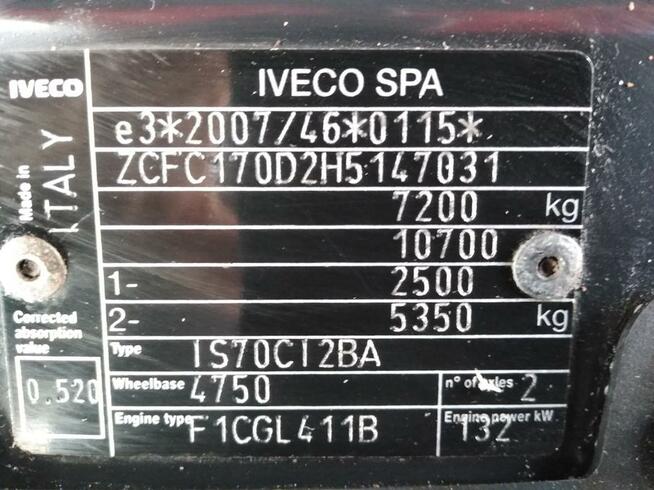 IVECO
IVECO SPA
e3*2007/46*0115*
ZCFC170D2H5147031
Made in
ITALY
7200 kg
10700
1- 2500
2- 5350 kg
Corrected
absorption
value
0.520
Type IS70CI2BA
Wheelbase 4750
n° of axles 2
Engine type F1CGL411B
Engine power kW
132